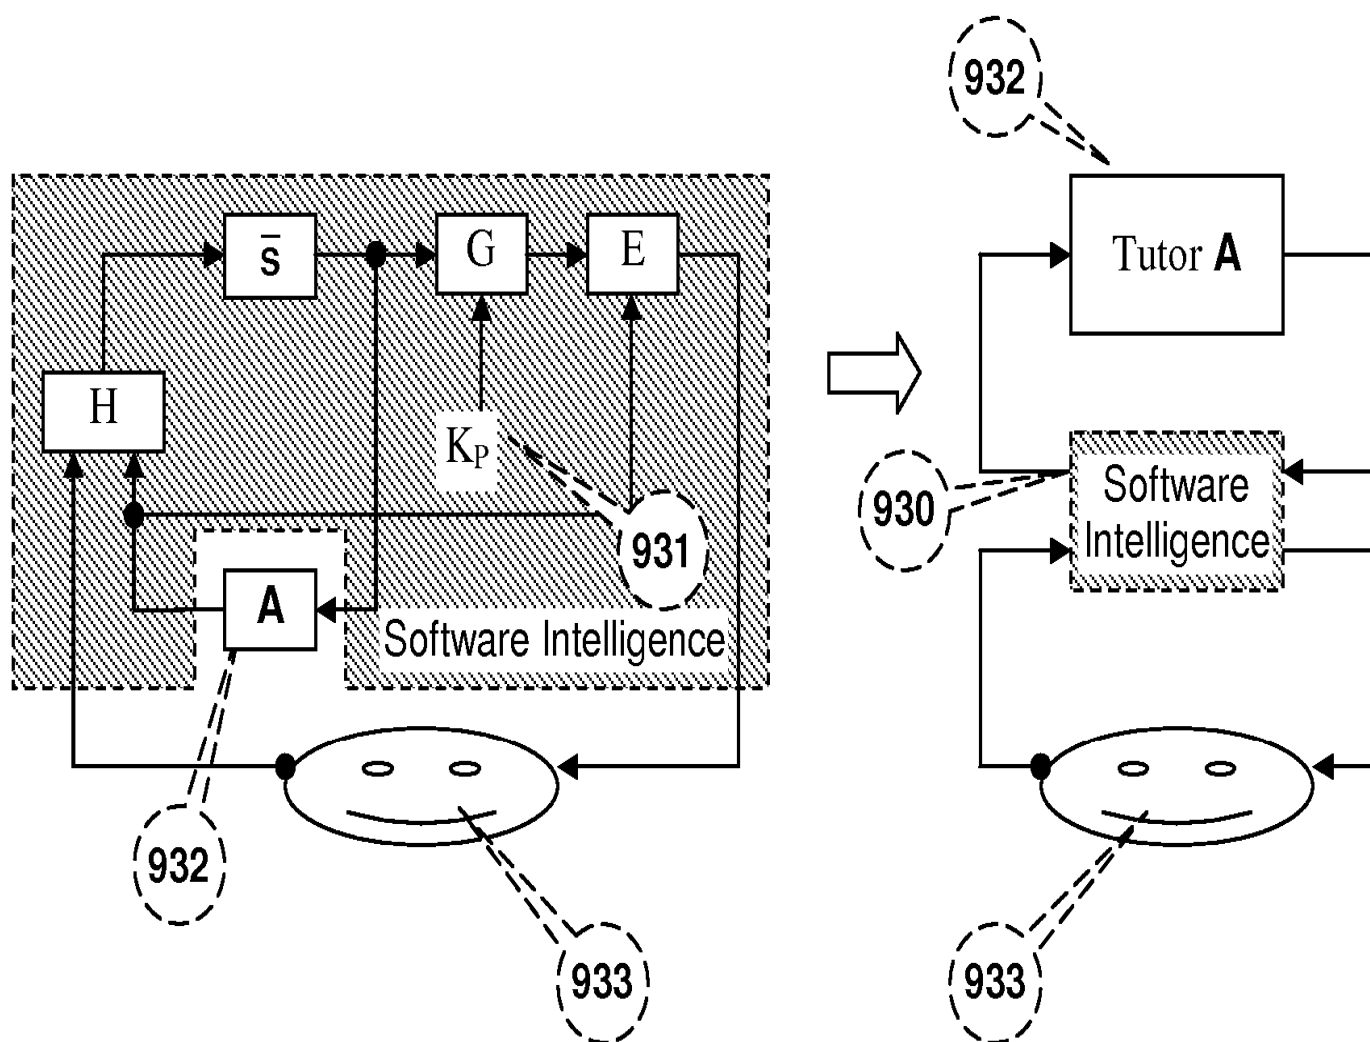 932
s̄
G
E
Tutor A
H
K_P
Software
Intelligence
930
931
A
Software Intelligence
932
933
933